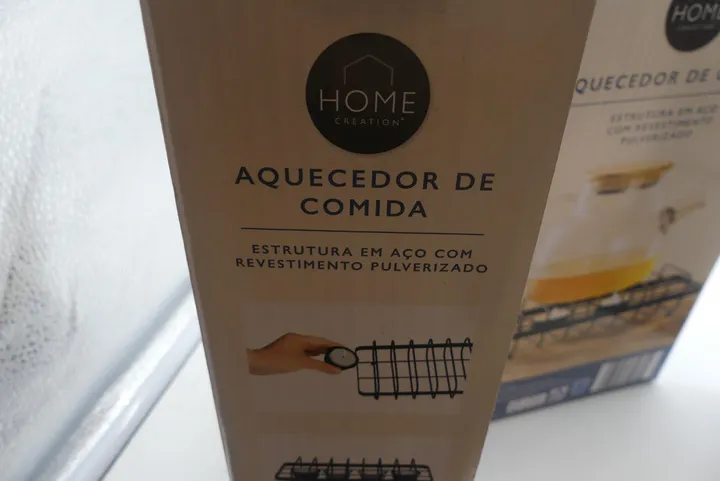 HOME
CREATION
AQUECEDOR DE
COMIDA
ESTRUTURA EM AÇO COM
REVESTIMENTO PULVERIZADO
HOME
QUECEDOR DE
ESTRUTURA EM AÇO
COM REVESTIMENTO
PULVERIZADO